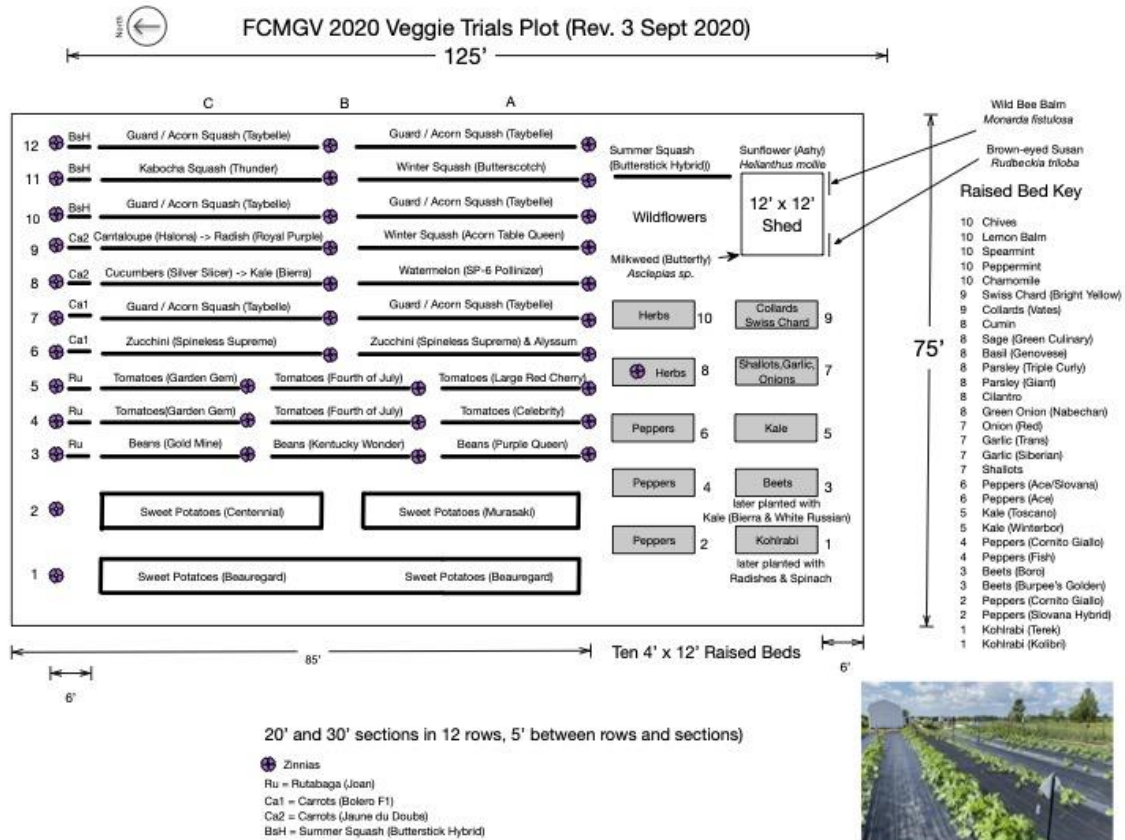 North
FCMGV 2020 Veggie Trials Plot (Rev. 3 Sept 2020)
125'
C B A
12 BsH Guard / Acorn Squash (Taybelle) Guard / Acorn Squash (Taybelle)
11 BsH Kabocha Squash (Thunder) Winter Squash (Butterscotch)
10 BsH Guard / Acorn Squash (Taybelle) Guard / Acorn Squash (Taybelle)
9 Ca2 Cantaloupe (Halona) -> Radish (Royal Purple) Winter Squash (Acorn Table Queen)
8 Ca2 Cucumbers (Silver Slicer) -> Kale (Bierra) Watermelon (SP-6 Pollinizer)
7 Ca1 Guard / Acorn Squash (Taybelle) Guard / Acorn Squash (Taybelle)
6 Ca1 Zucchini (Spineless Supreme) Zucchini (Spineless Supreme) & Alyssum
5 Ru Tomatoes (Garden Gem) Tomatoes (Fourth of July) Tomatoes (Large Red Cherry)
4 Ru Tomatoes(Garden Gem) Tomatoes (Fourth of July) Tomatoes (Celebrity)
3 Ru Beans (Gold Mine) Beans (Kentucky Wonder) Beans (Purple Queen)
2 Sweet Potatoes (Centennial) Sweet Potatoes (Murasaki)
1 Sweet Potatoes (Beauregard) Sweet Potatoes (Beauregard)
Summer Squash
(Butterstick Hybrid))
Sunflower (Ashy)
Helianthus mollie
12' x 12'
Shed
Wildflowers
Milkweed (Butterfly)
Asclepias sp.
Herbs 10
Collards
Swiss Chard 9
Herbs 8
Shallots,Garlic,
Onions 7
Peppers 6
Kale 5
Peppers 4
Beets 3
later planted with
Kale (Bierra & White Russian)
Peppers 2
Kohlrabi 1
later planted with
Radishes & Spinach
75'
Wild Bee Balm
Monarda fistulosa
Brown-eyed Susan
Rudbeckia triloba
Raised Bed Key
10 Chives
10 Lemon Balm
10 Spearmint
10 Peppermint
10 Chamomile
9 Swiss Chard (Bright Yellow)
9 Collards (Vates)
8 Cumin
8 Sage (Green Culinary)
8 Basil (Genovese)
8 Parsley (Triple Curly)
8 Parsley (Giant)
8 Cilantro
8 Green Onion (Nabechan)
7 Onion (Red)
7 Garlic (Trans)
7 Garlic (Siberian)
7 Shallots
6 Peppers (Ace/Slovana)
6 Peppers (Ace)
5 Kale (Toscano)
5 Kale (Winterbor)
4 Peppers (Cornito Giallo)
4 Peppers (Fish)
3 Beets (Boro)
3 Beets (Burpee's Golden)
2 Peppers (Cornito Giallo)
2 Peppers (Slovana Hybrid)
1 Kohlrabi (Terek)
1 Kohlrabi (Kolibri)
85'
Ten 4' x 12' Raised Beds
6'
6'
20' and 30' sections in 12 rows, 5' between rows and sections)
Zinnias
Ru = Rutabaga (Joan)
Ca1 = Carrots (Bolero F1)
Ca2 = Carrots (Jaune du Doubs)
BsH = Summer Squash (Butterstick Hybrid)